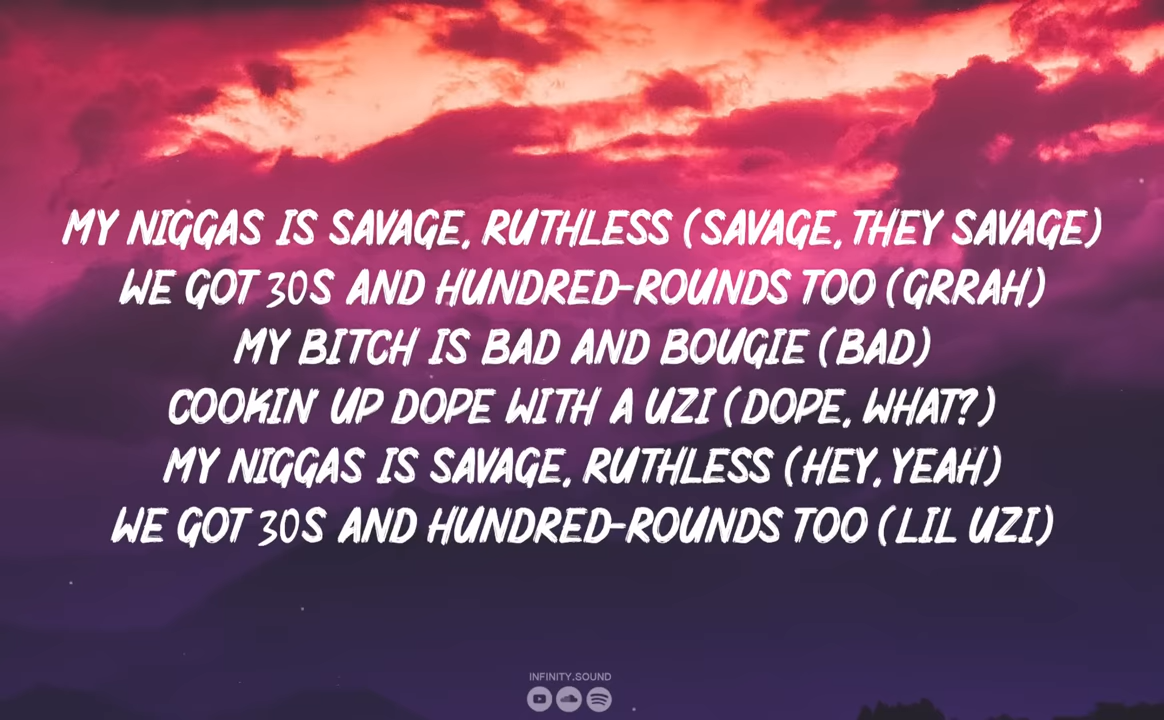 MY NIGGAS IS SAVAGE, RUTHLESS (SAVAGE, THEY SAVAGE)
WE GOT 30S AND HUNDRED-ROUNDS TOO (GRRAH)
MY BITCH IS BAD AND BOUGIE (BAD)
COOKIN' UP DOPE WITH A UZI (DOPE, WHAT?)
MY NIGGAS IS SAVAGE, RUTHLESS (HEY, YEAH)
WE GOT 30S AND HUNDRED-ROUNDS TOO (LIL UZI)
INFINITY.SOUND